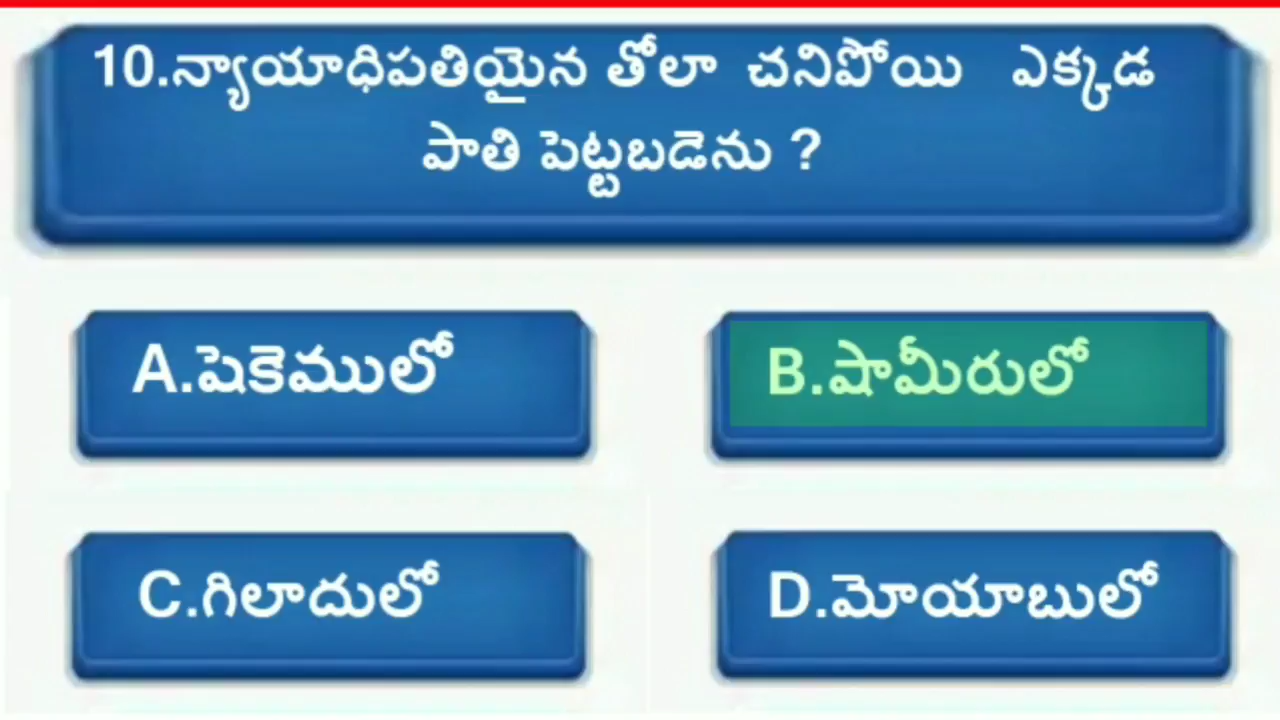 10.న్యాయాధిపతియైన తోలా చనిపోయి ఎక్కడ
పాతి పెట్టబడెను ?
A.షెకెములో
B.షామీరులో
C.గిలాదులో
D.మోయాబులో